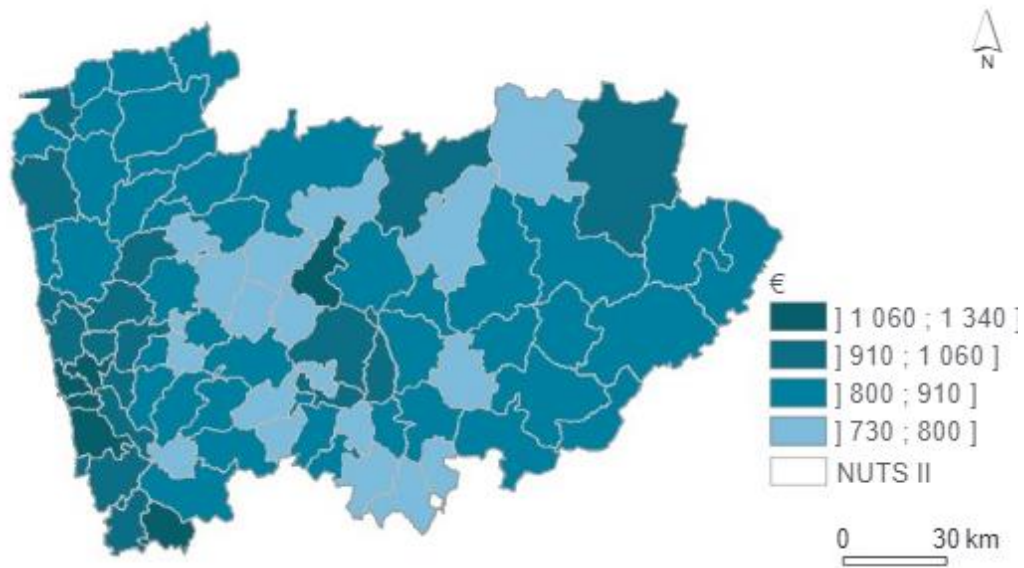 N
€
] 1 060 ; 1 340 ]
] 910 ; 1 060 ]
] 800 ; 910 ]
] 730 ; 800 ]
NUTS II
0 30 km